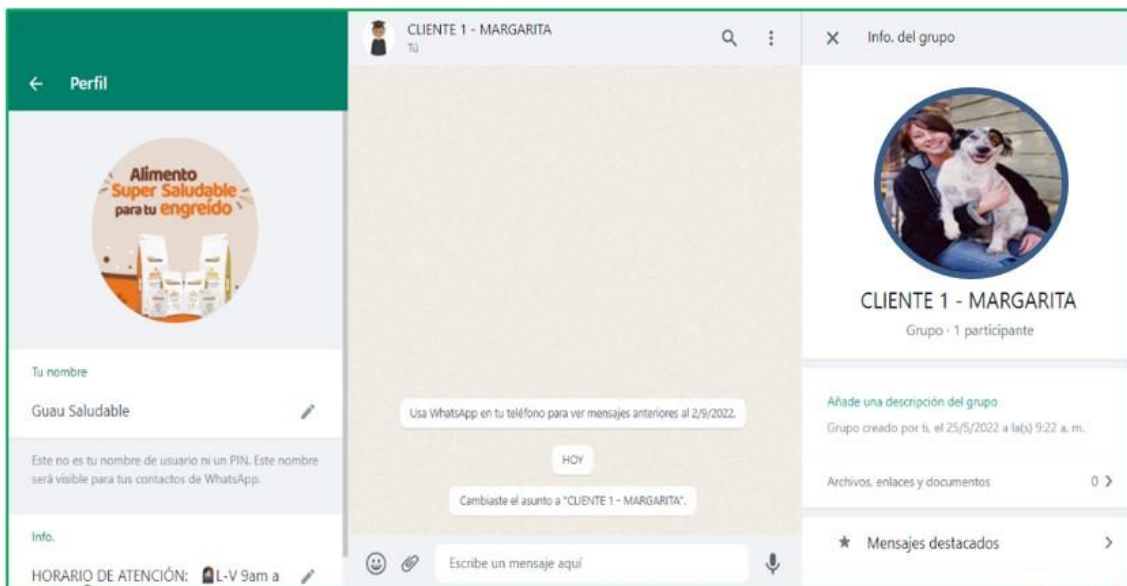 Perfil
Alimento
Super Saludable
para tu engreído
Tu nombre
Guau Saludable
Este no es tu nombre de usuario ni un PIN. Este nombre
será visible para tus contactos de WhatsApp.
Info.
HORARIO DE ATENCIÓN: L-V 9am a
CLIENTE 1 - MARGARITA
Tú
Usa WhatsApp en tu teléfono para ver mensajes anteriores al 2/9/2022.
HOY
Cambiaste el asunto a "CLIENTE 1 - MARGARITA".
Escribe un mensaje aquí
Info. del grupo
CLIENTE 1 - MARGARITA
Grupo · 1 participante
Añade una descripción del grupo
Grupo creado por ti, el 25/5/2022 a la(s) 9:22 a. m.
Archivos, enlaces y documentos 0
Mensajes destacados